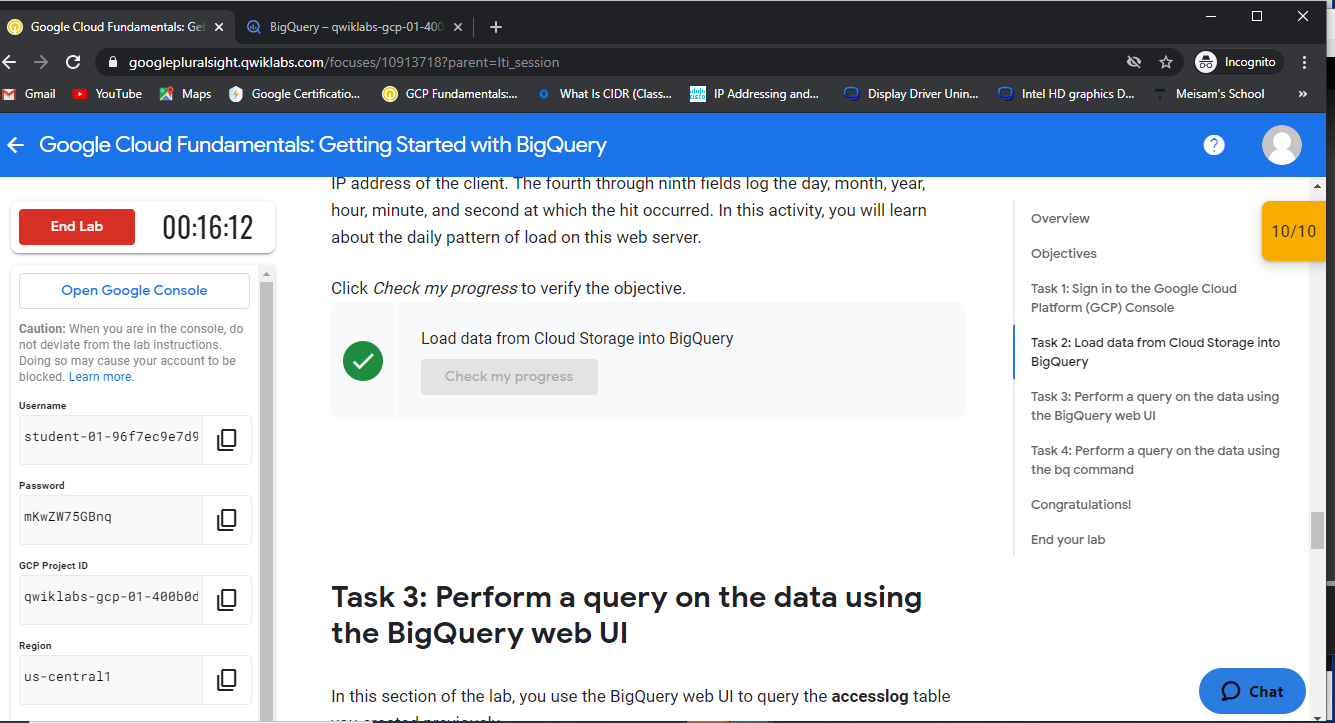 Google Cloud Fundamentals: Get
BigQuery – qwiklabs-gcp-01-400
googlepluralsight.qwiklabs.com/focuses/10913718?parent=lti_session
Incognito
Gmail
YouTube
Maps
Google Certificatio...
GCP Fundamentals:...
What Is CIDR (Class...
IP Addressing and...
Display Driver Unin...
Intel HD graphics D...
Meisam's School
»
Google Cloud Fundamentals: Getting Started with BigQuery
?
End Lab
00:16:12
Open Google Console
Caution: When you are in the console, do
not deviate from the lab instructions.
Doing so may cause your account to be
blocked. Learn more.
Username
student-01-96f7ec9e7d9
Password
mKwZW75GBnq
GCP Project ID
qwiklabs-gcp-01-400b0d
Region
us-central1
IP address of the client. The fourth through ninth fields log the day, month, year,
hour, minute, and second at which the hit occurred. In this activity, you will learn
about the daily pattern of load on this web server.
Click Check my progress to verify the objective.
Load data from Cloud Storage into BigQuery
Check my progress
Task 3: Perform a query on the data using
the BigQuery web UI
In this section of the lab, you use the BigQuery web UI to query the accesslog table
you created previously.
Overview
Objectives
Task 1: Sign in to the Google Cloud
Platform (GCP) Console
Task 2: Load data from Cloud Storage into
BigQuery
Task 3: Perform a query on the data using
the BigQuery web UI
Task 4: Perform a query on the data using
the bq command
Congratulations!
End your lab
10/10
Chat